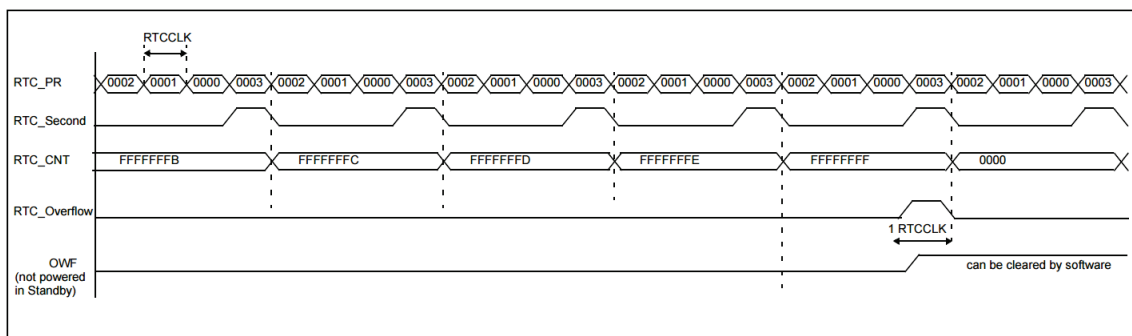 RTCCLK
RTC_PR 0002 0001 0000 0003 0002 0001 0000 0003 0002 0001 0000 0003 0002 0001 0000 0003 0002 0001 0000 0003 0002 0001 0000 0003
RTC_Second
RTC_CNT FFFFFFFB FFFFFFFC FFFFFFFD FFFFFFFE FFFFFFFF 0000
RTC_Overflow
1 RTCCLK
OWF
(not powered
in Standby)
can be cleared by software